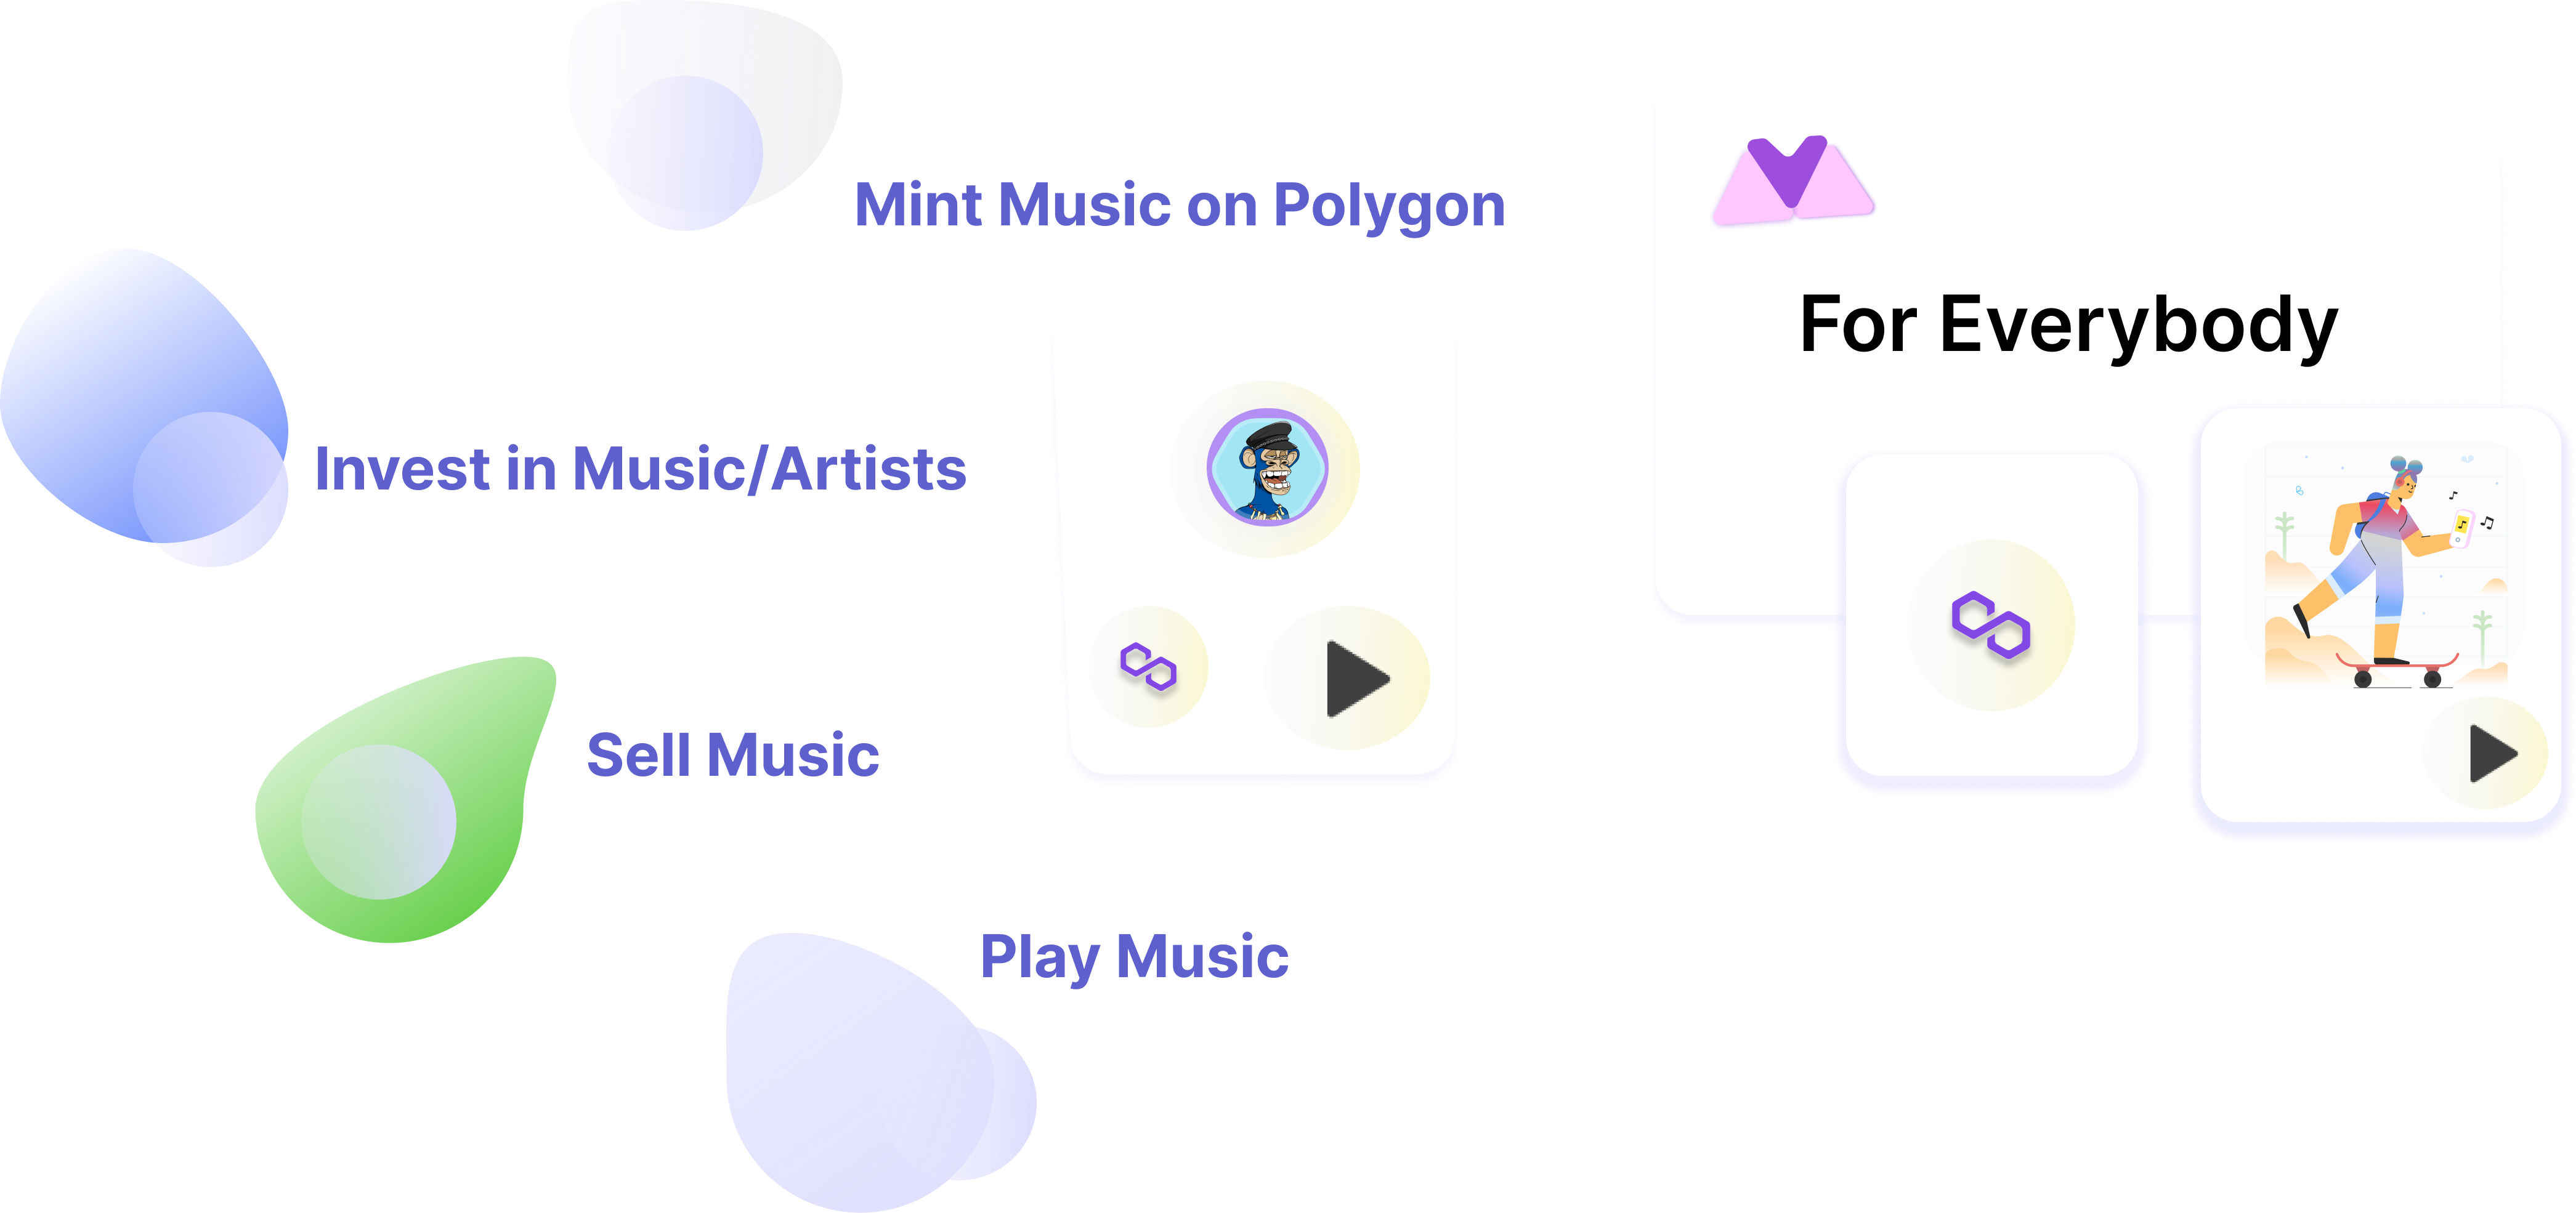 Mint Music on Polygon
For Everybody
Invest in Music/Artists
Sell Music
Play Music